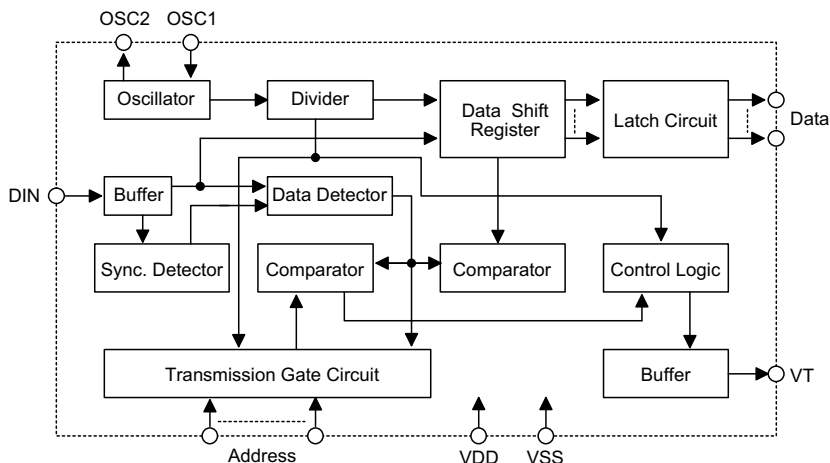 OSC2 OSC1
Oscillator
Divider
Data Shift
Register
Latch Circuit
Data
DIN
Buffer
Data Detector
Sync. Detector
Comparator
Comparator
Control Logic
Transmission Gate Circuit
Buffer
VT
Address
VDD
VSS